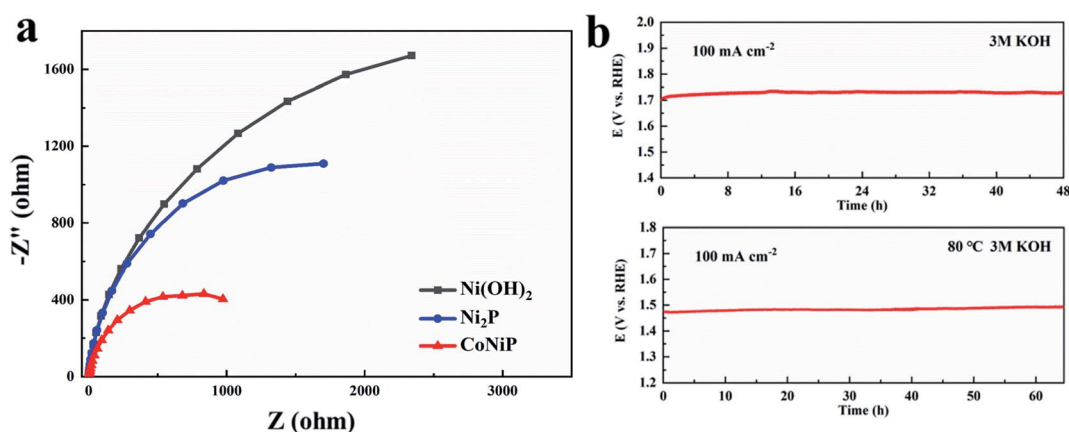 a
-Z'' (ohm)
1600
1200
800
400
0
0
1000
2000
3000
Z (ohm)
Ni(OH)₂
Ni₂P
CoNiP
b
E (V vs. RHE)
2.0
1.9
1.8
1.7
1.6
1.5
1.4
100 mA cm⁻²
3M KOH
0
8
16
24
32
40
48
Time (h)
E (V vs. RHE)
1.8
1.7
1.6
1.5
1.4
1.3
1.2
100 mA cm⁻²
80 °C 3M KOH
0
10
20
30
40
50
60
Time (h)